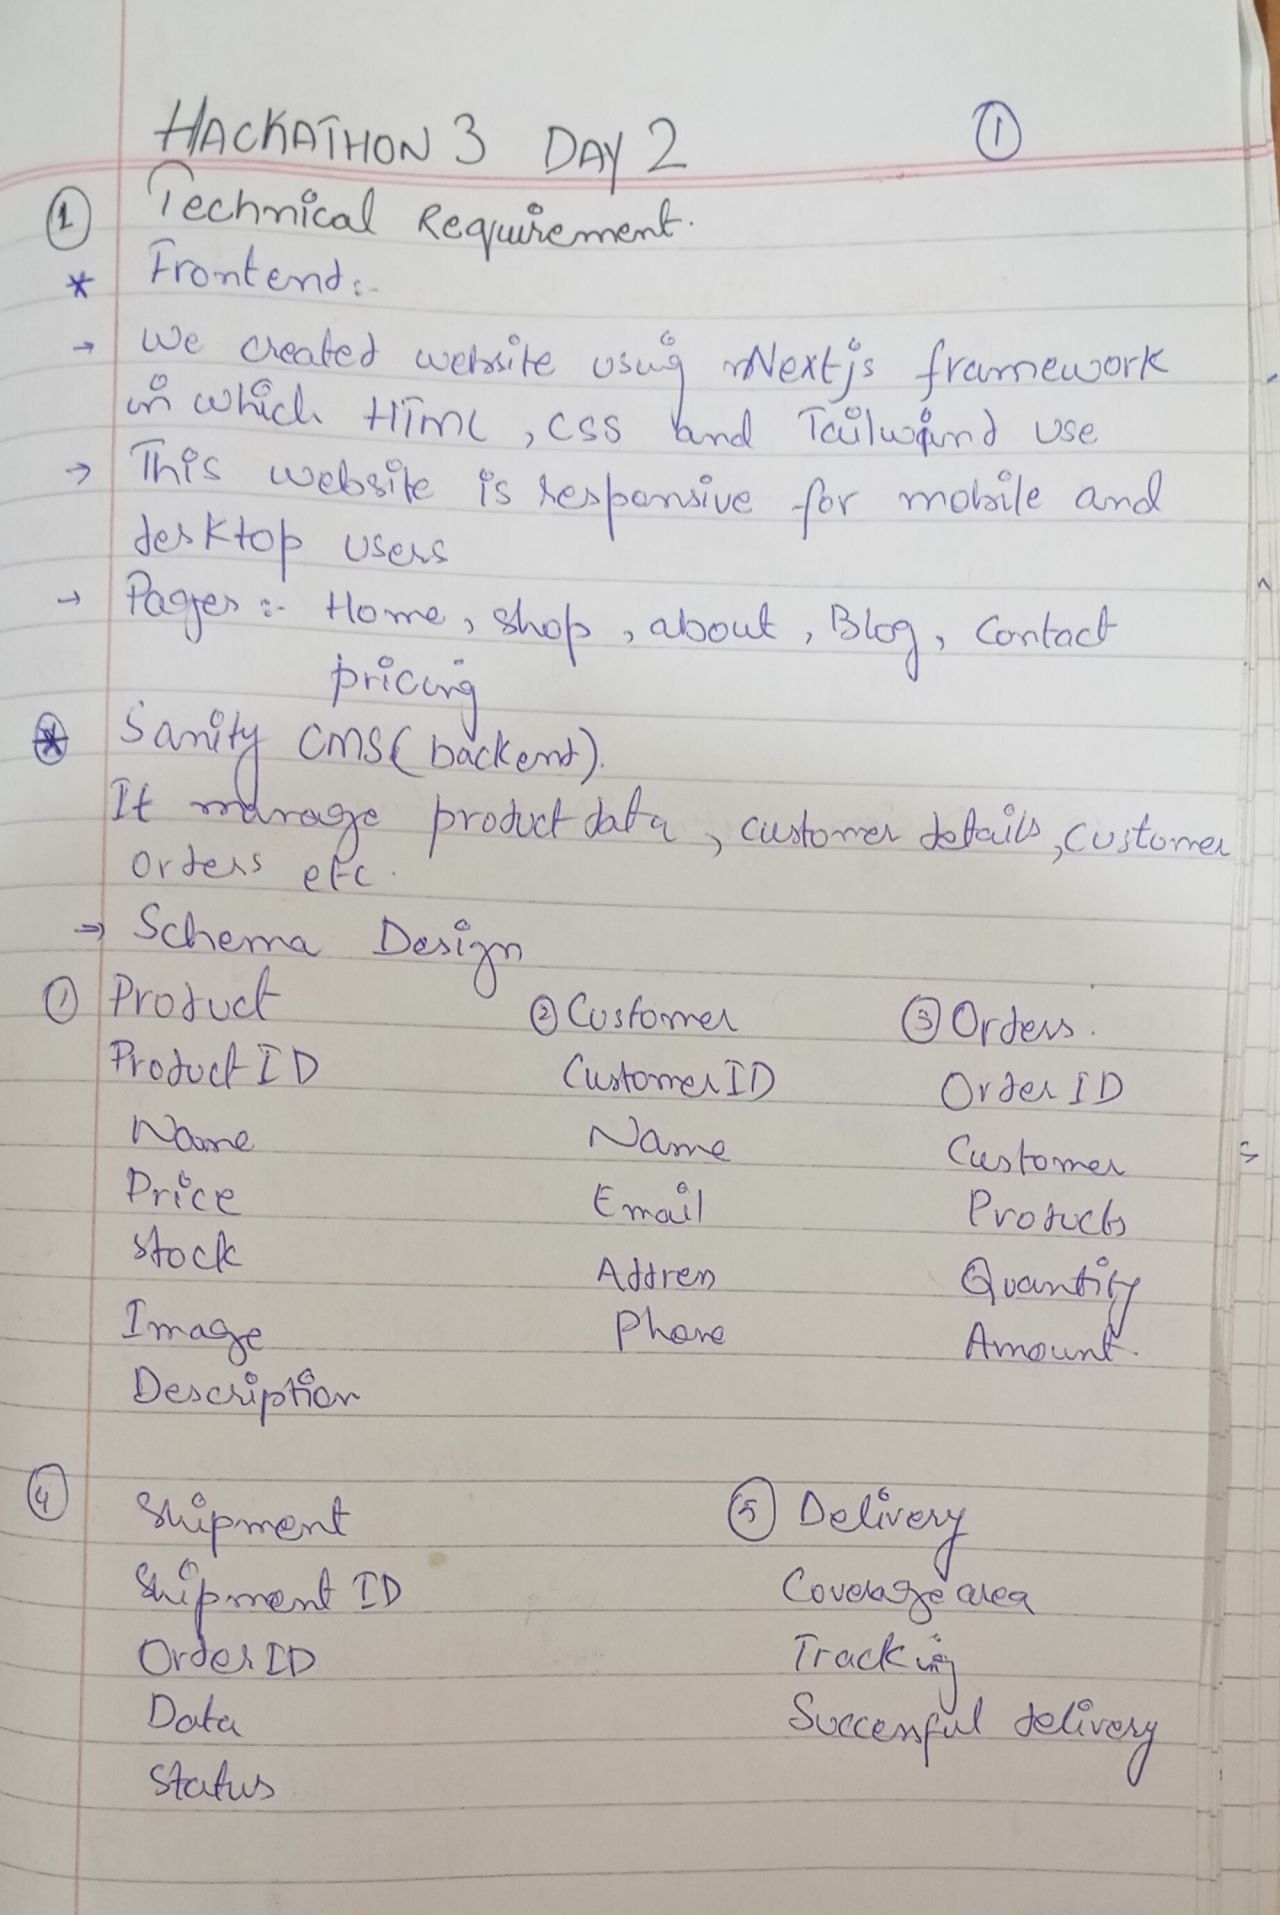 HACKATHON 3 DAY 2 ①
① Technical Requirement.
* Frontend:-
→ We created website using Nextjs framework
in which HTML, CSS and Tailwind use
→ This website is responsive for mobile and
desktop users
→ Pages:- Home, shop, about, Blog, Contact
pricing
* Sanity CMS (backend).
It manage product data, customer details, customer
orders etc.
⇒ Schema Design
① Product ② Customer ③ Orders.
Product ID Customer ID Order ID
Name Name Customer
Price Email Products
Stock Address Quantity
Image Phone Amount.
Description
④ Shipment ⑤ Delivery
Shipment ID Coverage area
Order ID Tracking
Data Successful delivery
Status